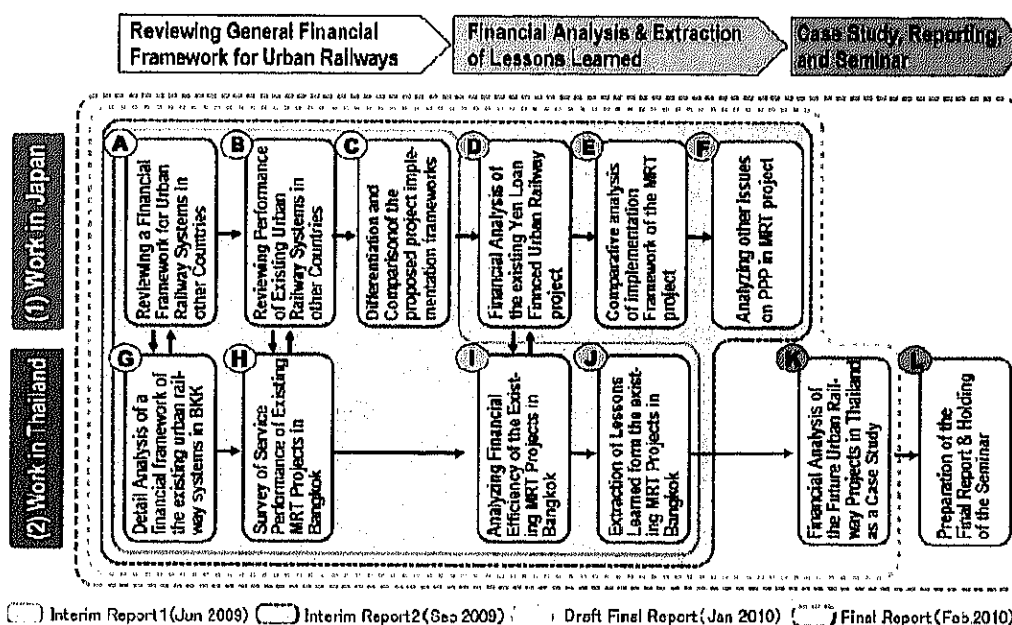 Reviewing General Financial
Framework for Urban Railways
Financial Analysis & Extraction
of Lessons Learned
Case Study, Reporting,
and Seminar
(1) Work in Japan
A
Reviewing a Financial
Framework for Urban
Railway Systems in
other Countries
B
Reviewing Performance
of Existing Urban
Railway Systems in
other Countries
C
Differentiation and
Comparisonof the
proposed project imple-
mentation frameworks
D
Financial Analysis of
the existing Yen Loan
Finnced Urban Railway
project
E
Comparative analysis
of implementation
Framework of the MRT
project
F
Analyzing other issues
on PPP in MRT project
(2) Work in Thailand
G
Detail Analysis of a
financial framework of
the existing urban rail-
way systems in BKK
H
Survey of Service
Performance of Existing
MRT Projects in
Bangkok
I
Analyzing Financial
Efficiency of the Exist-
ing MRT Projects in
Bangkok
J
Extraction of Lessons
Learned form the exist-
ing MRT Projects in
Bangkok
K
Financial Analysis of
the Future Urban Rail-
way Projects in Thailand
as a Case Study
L
Preparation of the
Final Report & Holding
of the Seminar
Interim Report1(Jun 2009)
Interim Report2(Sep 2009)
Draft Final Report(Jan 2010)
Final Report(Feb,2010)